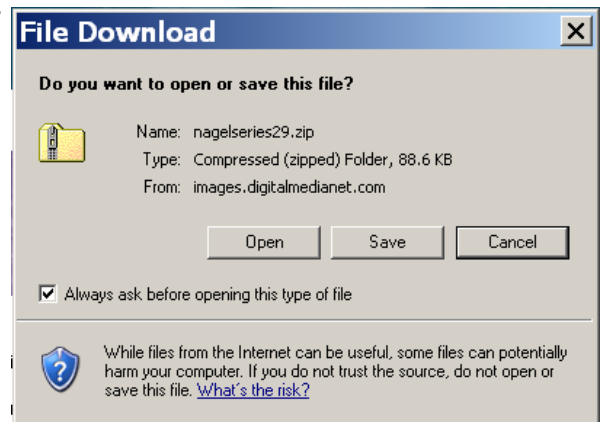 File Download
Do you want to open or save this file?
Name: nagelseries29.zip
Type: Compressed (zipped) Folder, 88.6 KB
From: images.digitalmedianet.com
Open Save Cancel
Always ask before opening this type of file
While files from the Internet can be useful, some files can potentially
harm your computer. If you do not trust the source, do not open or
save this file. What's the risk?